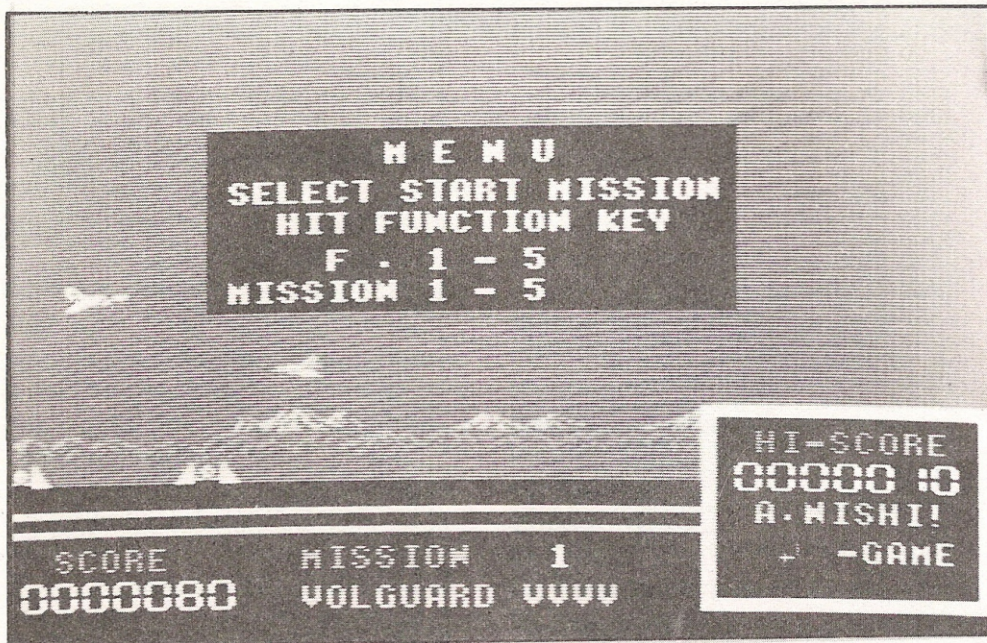 M E N U
SELECT START MISSION
HIT FUNCTION KEY
F . 1 - 5
MISSION 1 - 5
HI-SCORE
0000010
A.NISHI!
↵ -GAME
SCORE
0000080
MISSION 1
VOLGUARD VVVV